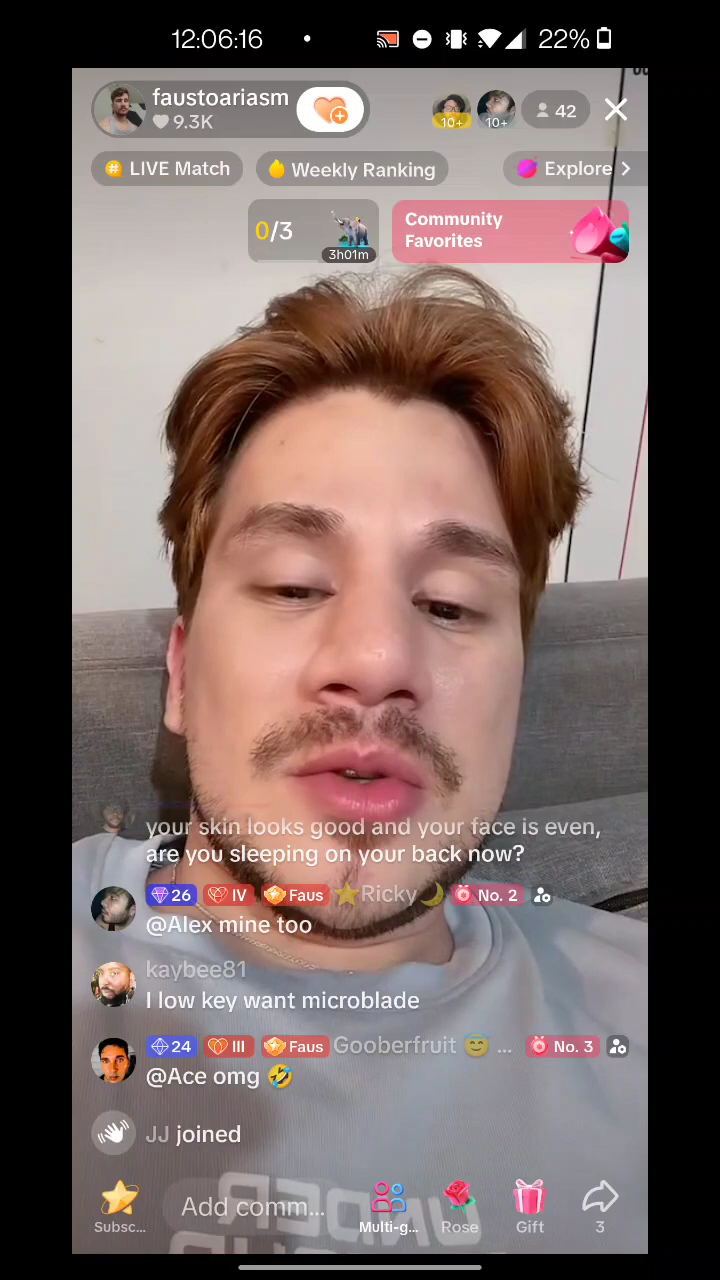 12:06:16
22%
faustoariasm
9.3K
10+
10+
42
LIVE Match
Weekly Ranking
Explore
0/3
3h01m
Community
Favorites
your skin looks good and your face is even,
are you sleeping on your back now?
26 IV Faus ⭐Ricky🌙 No. 2
@Alex mine too
kaybee81
I low key want microblade
24 III Faus Gooberfruit 😇 ... No. 3
@Ace omg 🤣
JJ joined
UNDER
Subsc...
Add comm...
Multi-g...
Rose
Gift
3